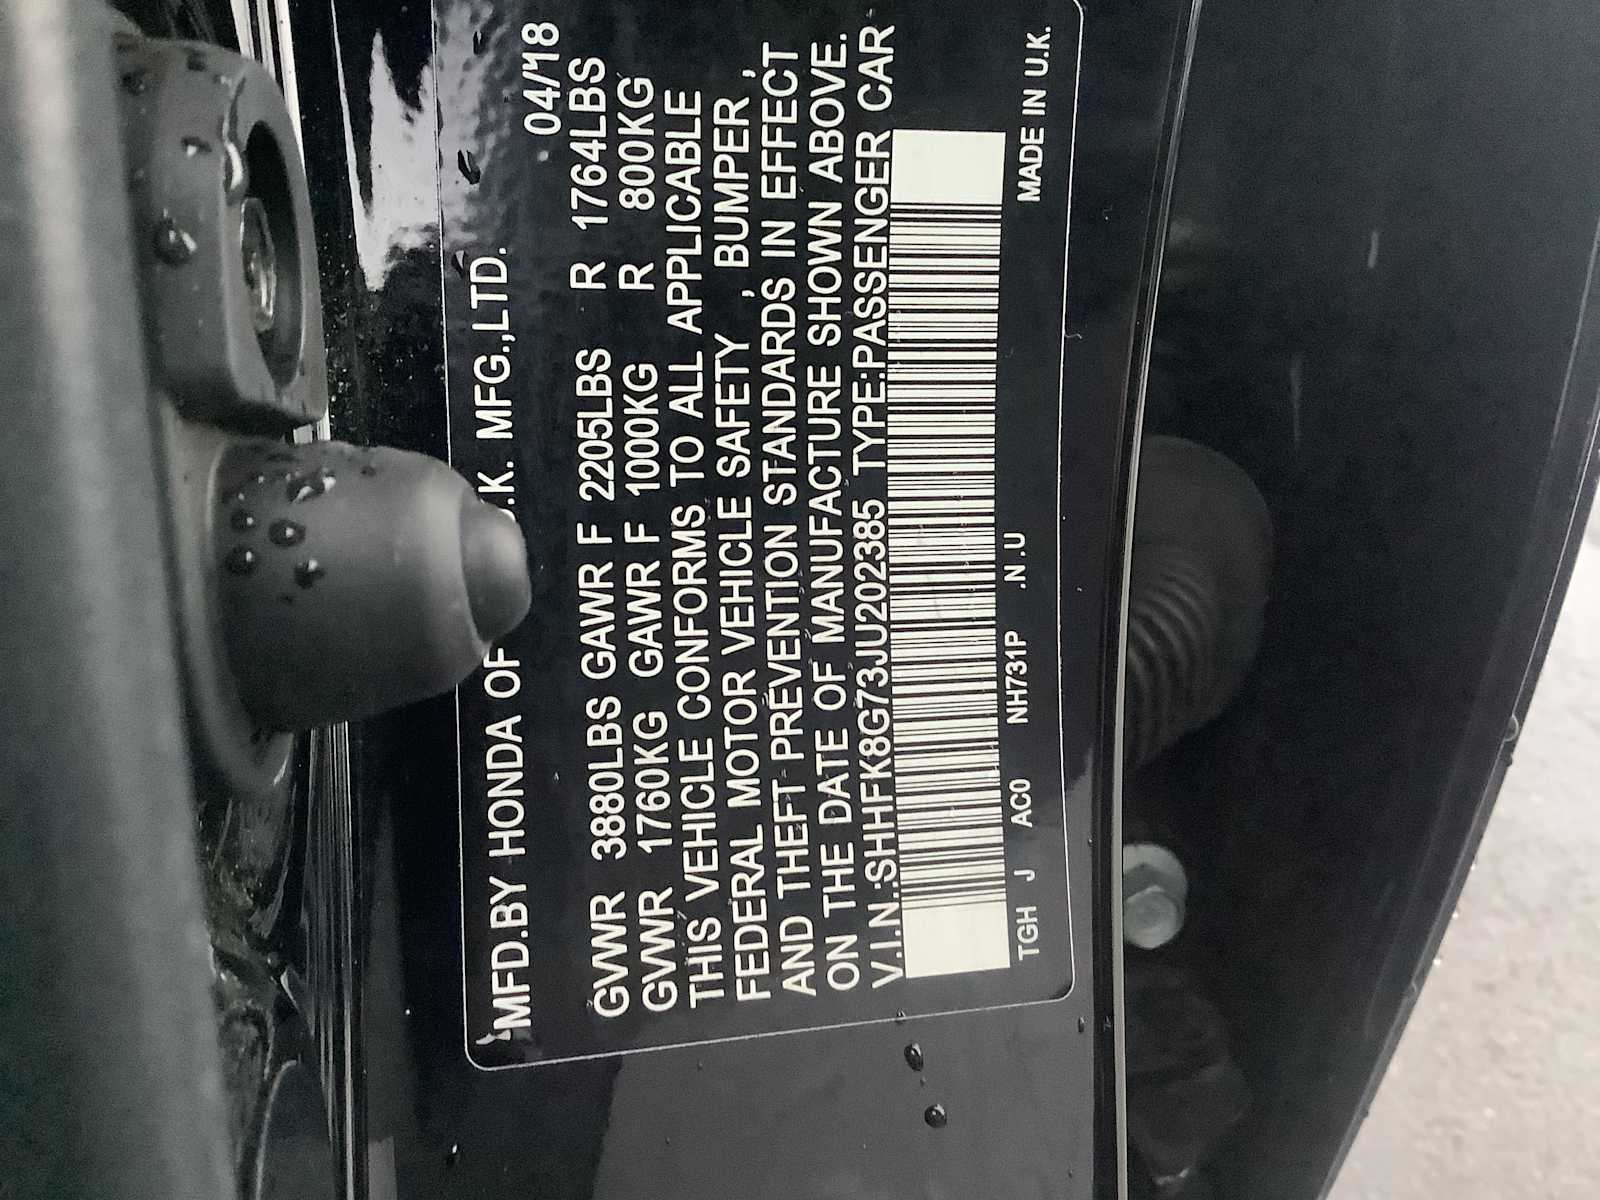 MFD.BY HONDA OF .K. MFG.,LTD. 04/18
GVWR 3880LBS GAWR F 2205LBS R 1764LBS
GVWR 1760KG GAWR F 1000KG R 800KG
THIS VEHICLE CONFORMS TO ALL APPLICABLE
FEDERAL MOTOR VEHICLE SAFETY , BUMPER ,
AND THEFT PREVENTION STANDARDS IN EFFECT
ON THE DATE OF MANUFACTURE SHOWN ABOVE.
V.I.N.:SHHFK8G73JU202385 TYPE:PASSENGER CAR
TGH J AC0 NH731P .N.U MADE IN U.K.